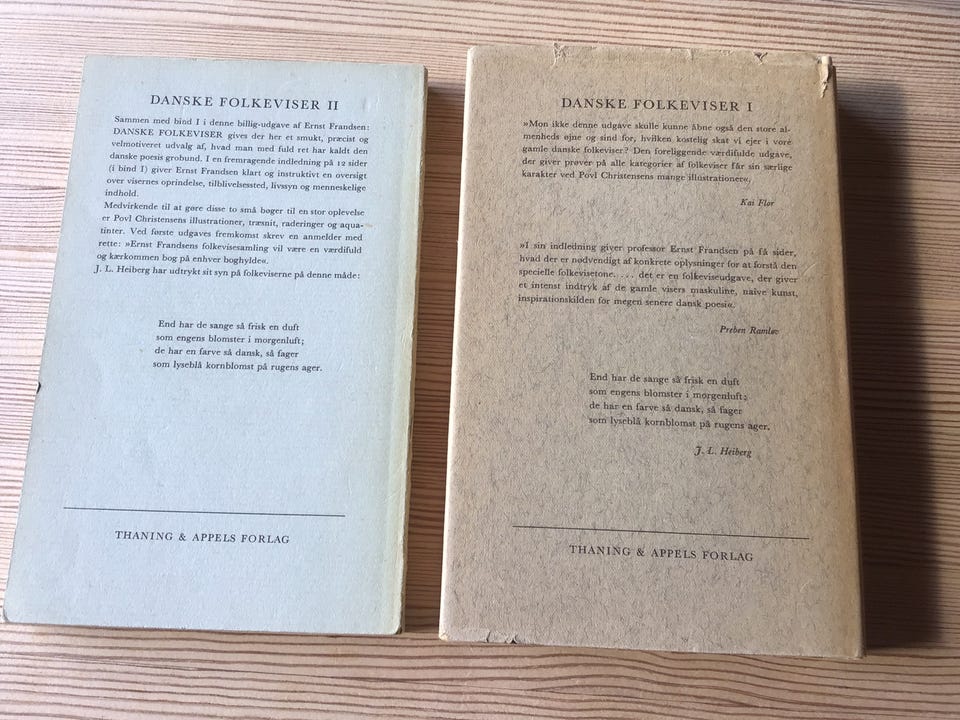 DANSKE FOLKEVISER II
Sammen med bind I i denne billig-udgave af Ernst Frandsen:
DANSKE FOLKEVISER gives der her et smukt, præcist og
velmotiveret udvalg af, hvad man med fuld ret har kaldt den
danske poesis grobund. I en fremragende indledning på 12 sider
(i bind I) giver Ernst Frandsen klart og instruktivt en oversigt
over visernes oprindelse, tilblivelsessted, livssyn og menneskelige
indhold.
Medvirkende til at gøre disse to små bøger til en stor oplevelse
er Povl Christensens illustrationer, træsnit, raderinger og aqua-
tinter. Ved første udgaves fremkomst skrev en anmelder med
rette: »Ernst Frandsens folkevisesamling vil være en værdifuld
og kærkommen bog på enhver boghylde«.
J. L. Heiberg har udtrykt sit syn på folkeviserne på denne måde:
End har de sange så frisk en duft
som engens blomster i morgenluft;
de har en farve så dansk, så fager
som lyseblå kornblomst på rugens ager.
THANING & APPELS FORLAG
DANSKE FOLKEVISER I
»Mon ikke denne udgave skulle kunne åbne også den store al-
menheds øjne og sind for, hvilken kostelig skat vi ejer i vore
gamle danske folkeviser? Den foreliggende værdifulde udgave,
der giver prøver på alle kategorier af folkeviser får sin særlige
karakter ved Povl Christensens mange illustrationer«.
Kai Flor
»I sin indledning giver professor Ernst Frandsen på få sider,
hvad der er nødvendigt af konkrete oplysninger for at forstå den
specielle folkevisetone. . . . det er en folkeviseudgave, der giver
et intenst indtryk af de gamle visers maskuline, naive kunst,
inspirationskilden for megen senere dansk poesi«.
Preben Ramløv
End har de sange så frisk en duft
som engens blomster i morgenluft;
de har en farve så dansk, så fager
som lyseblå kornblomst på rugens ager.
J. L. Heiberg
THANING & APPELS FORLAG